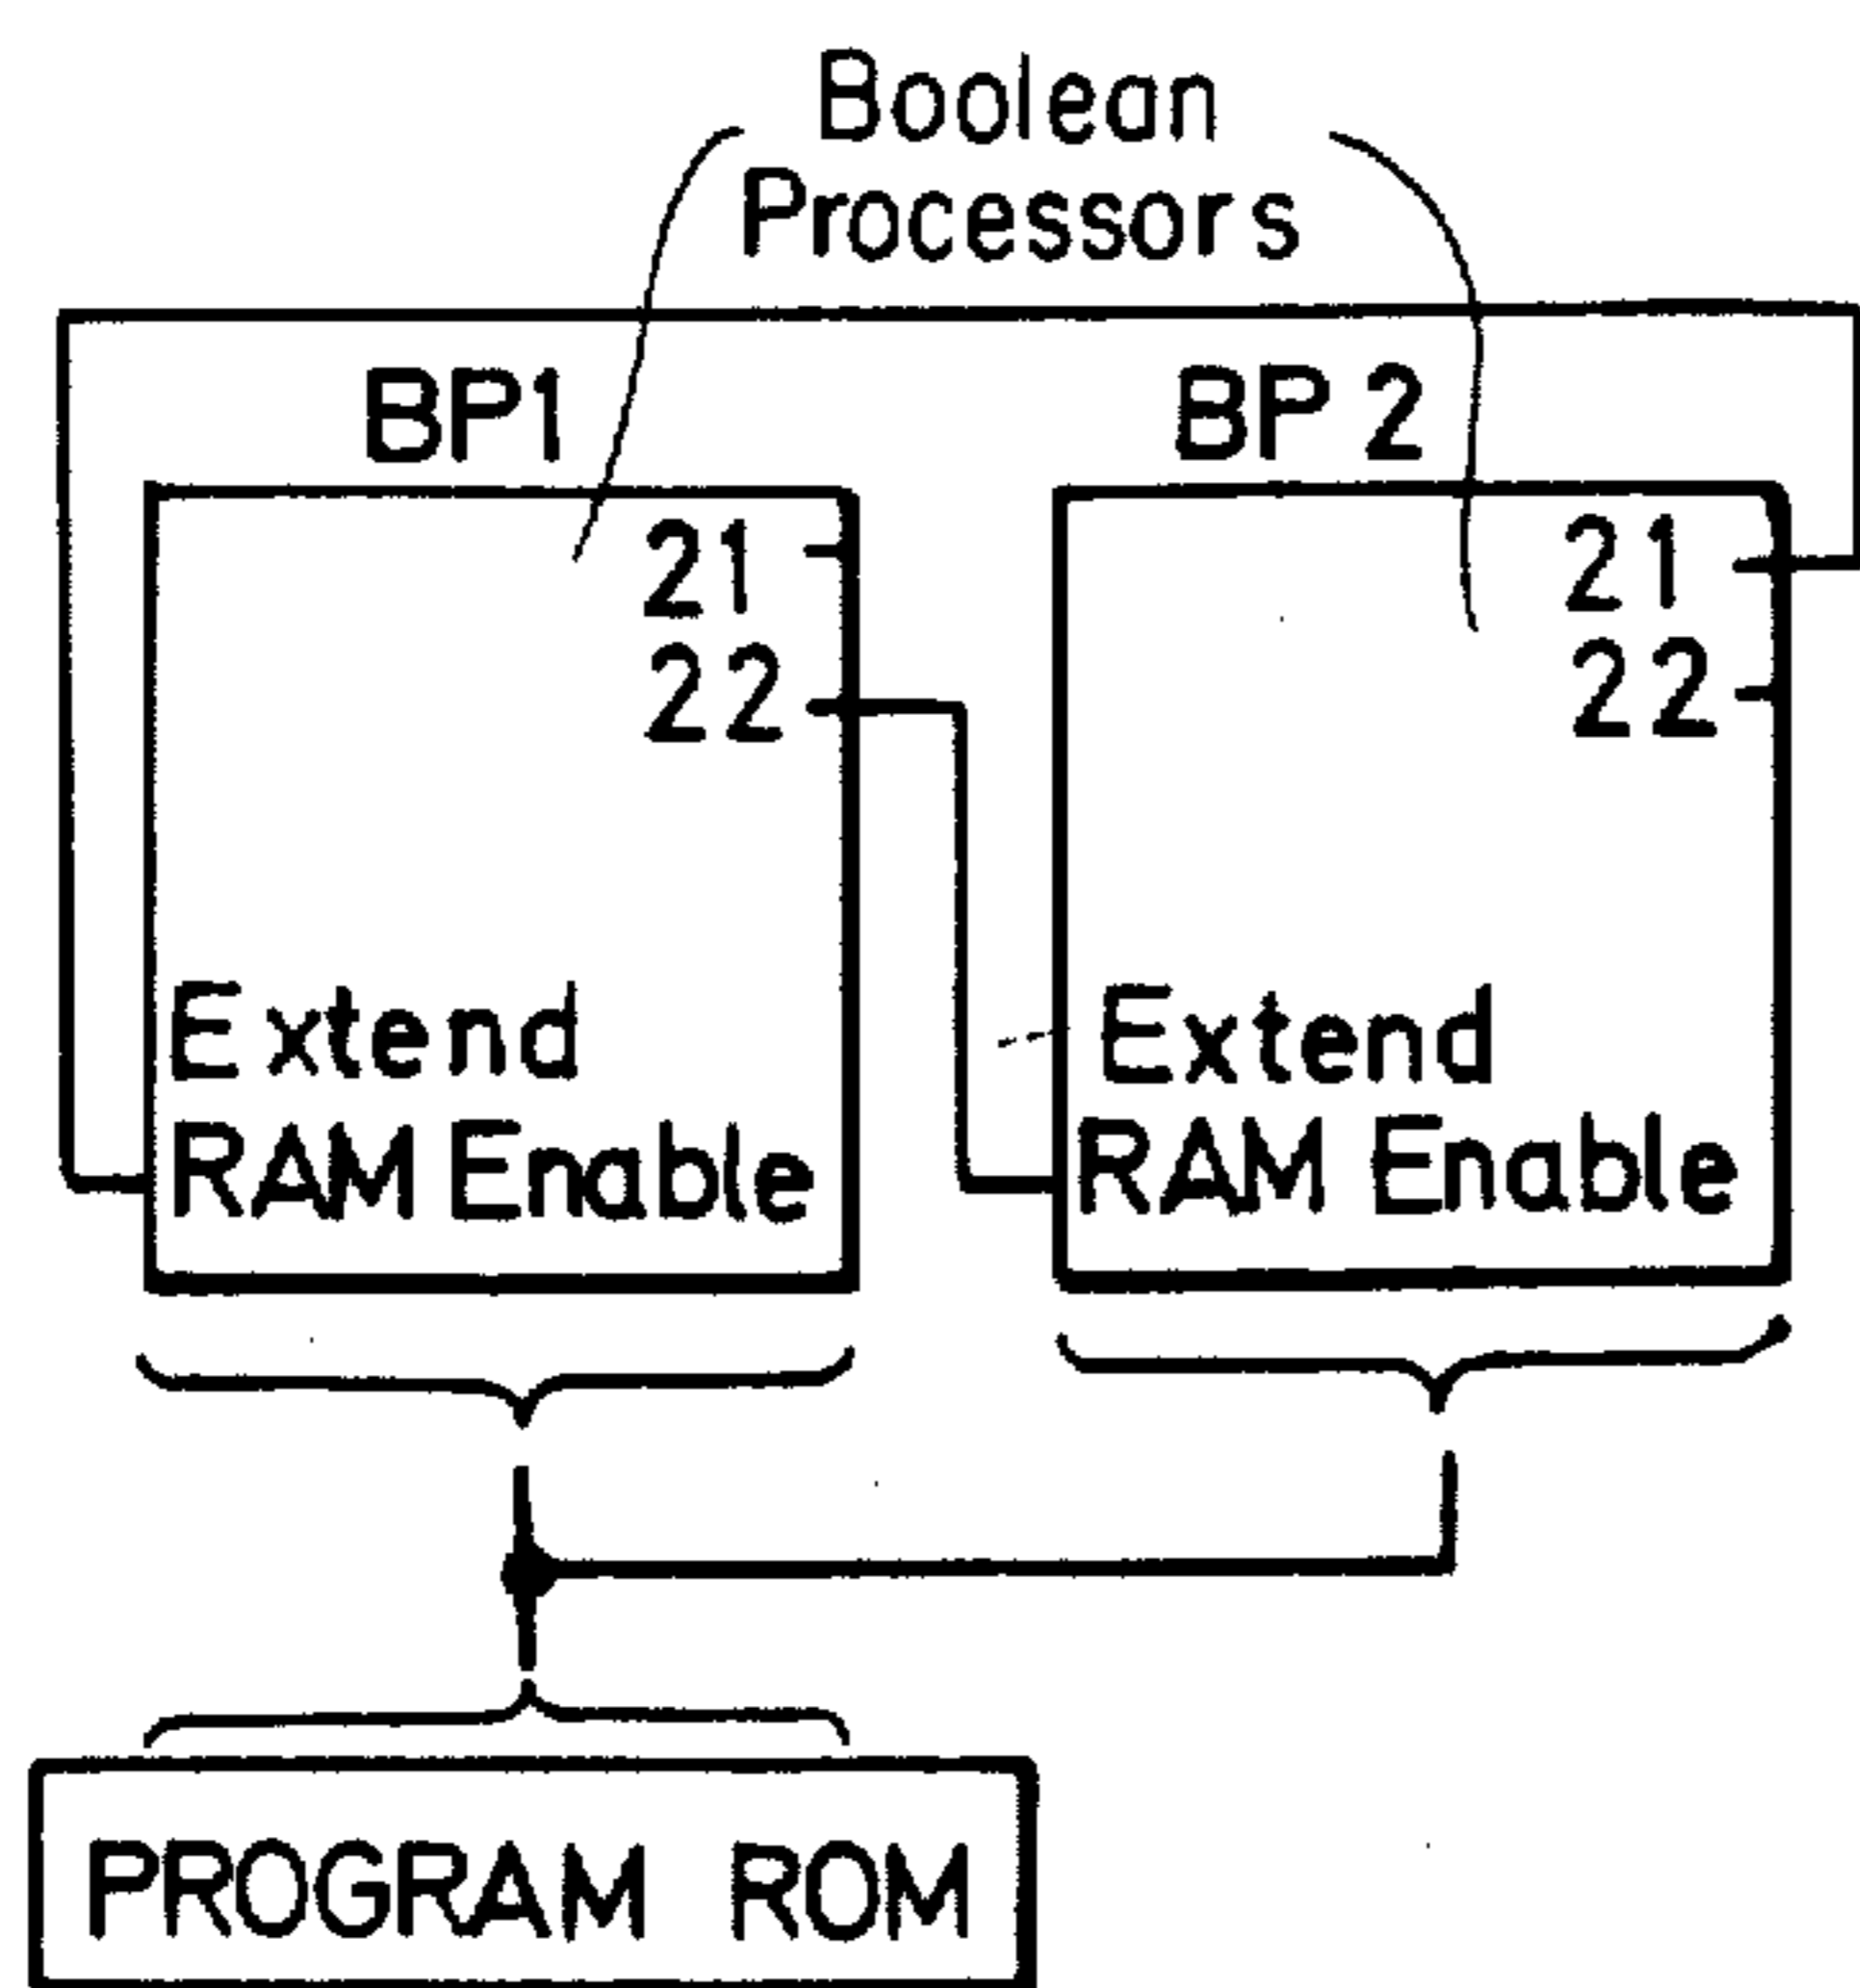 Boolean
Processors
BP1
BP 2
21
22
21
22
Extend
RAM Enable
Extend
RAM Enable
PROGRAM ROM